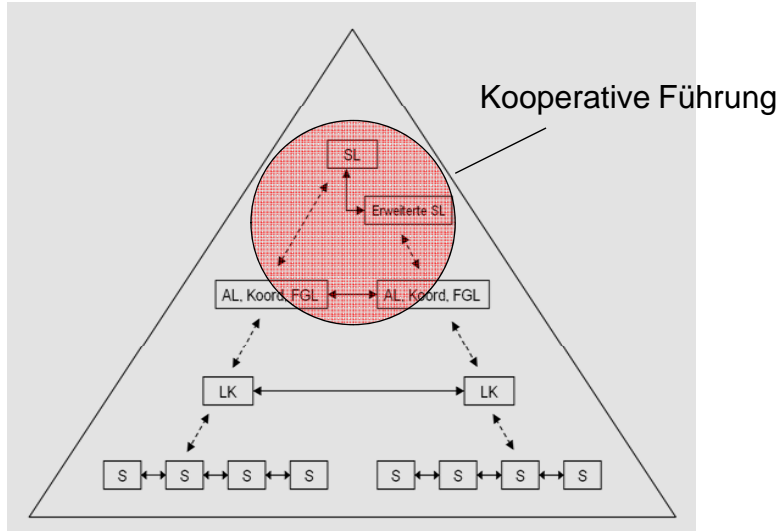 Kooperative Führung
SL
Erweiterte SL
AL, Koord, FGL AL, Koord, FGL
LK LK
S S S S S S S S